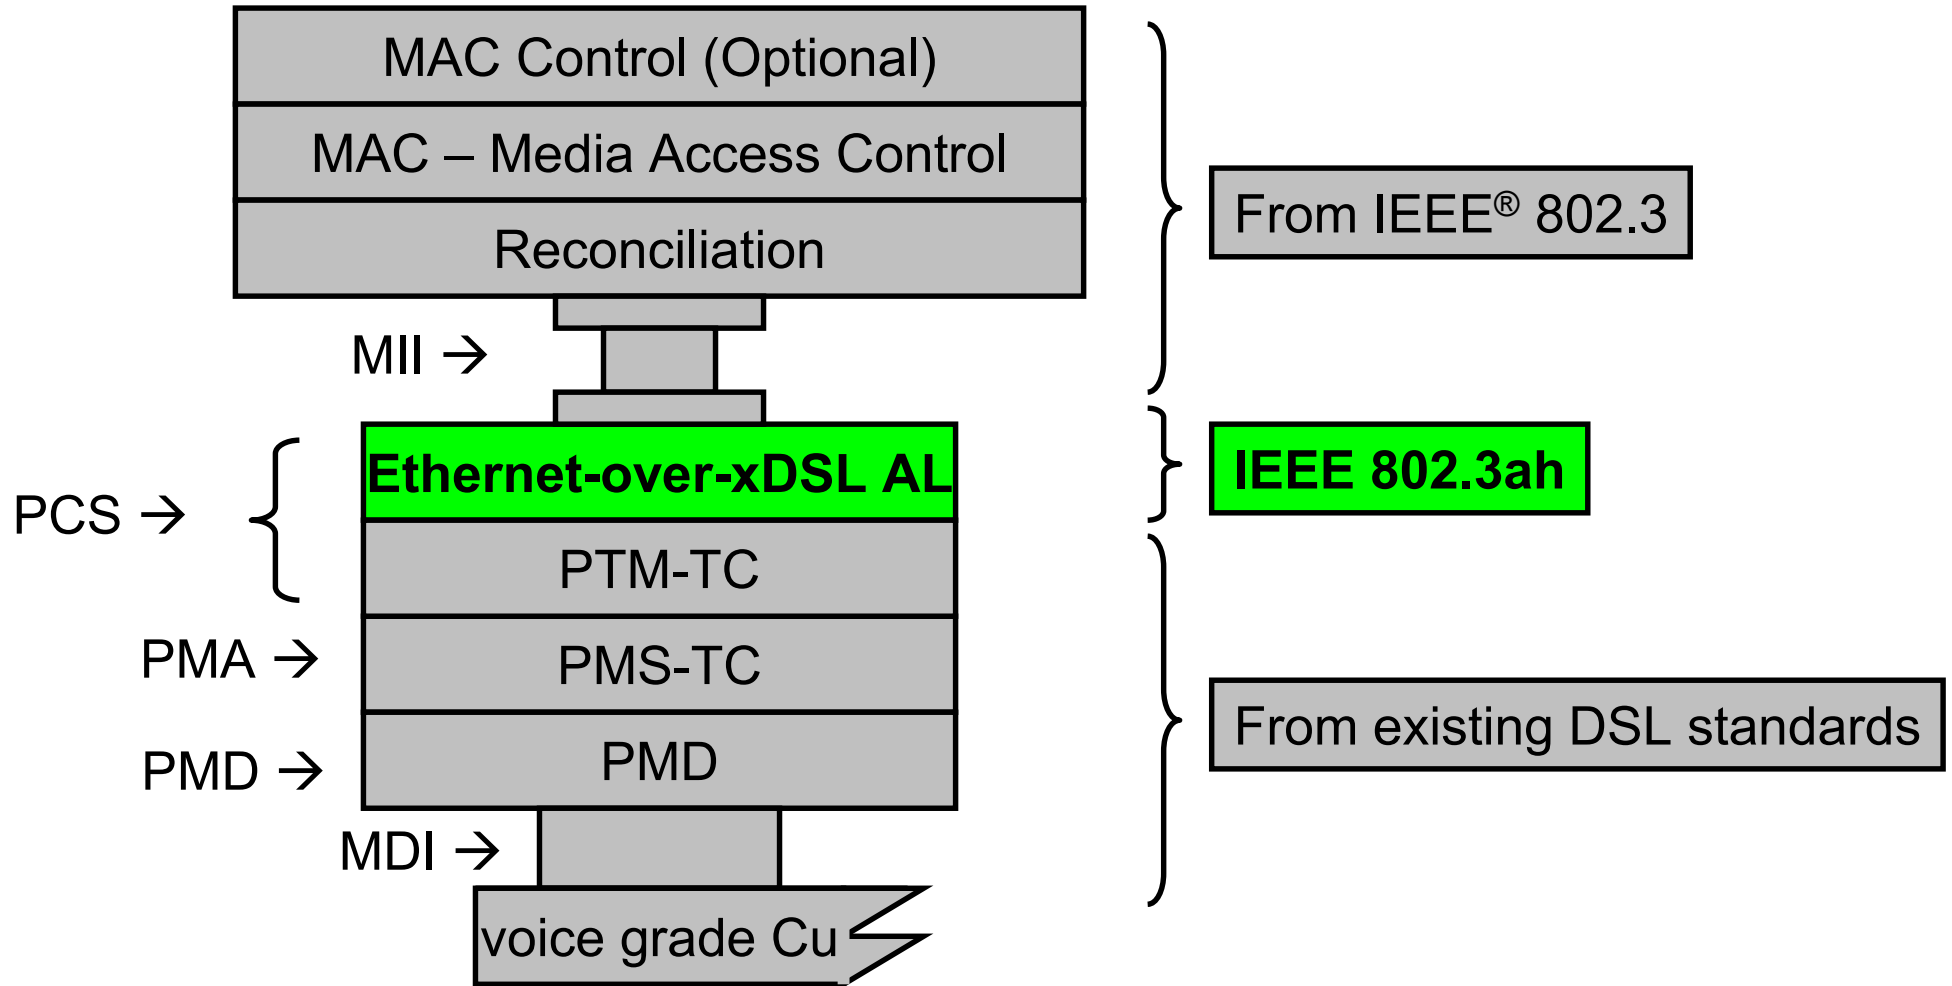 MAC Control (Optional)
MAC – Media Access Control
Reconciliation
From IEEE® 802.3
MII →
Ethernet-over-xDSL AL
IEEE 802.3ah
PCS →
PTM-TC
PMA →
PMS-TC
From existing DSL standards
PMD →
PMD
MDI →
voice grade Cu